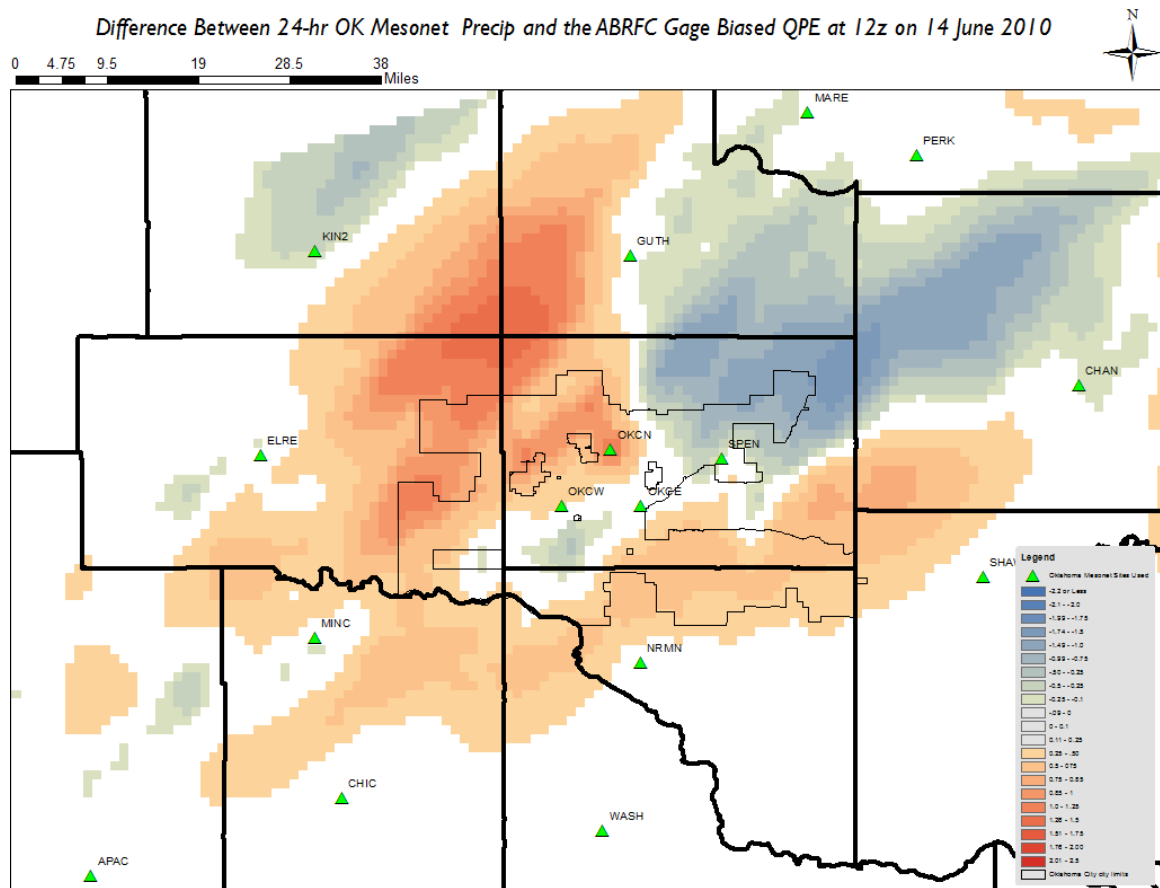 Difference Between 24-hr OK Mesonet Precip and the ABRFC Gage Biased QPE at 12z on 14 June 2010
N
0 4.75 9.5 19 28.5 38
Miles
MARE
PERK
KIN2
GUTH
CHAN
ELRE
OKCN
SPEN
OKCW
OKCE
SHAW
MINC
NRMN
CHIC
WASH
APAC
Legend
Oklahoma Mesonet Sites Used
-2.2 or Less
-2.1 - -2.0
-1.99 - -1.75
-1.74 - -1.5
-1.49 - -1.0
-0.99 - -0.75
-.50 - -0.25
-0.5 - -0.25
-0.25 - -0.1
-.09 - 0
0 - 0.1
0.11 - 0.25
0.25 - .50
0.5 - 075
0.75 - 0.85
0.85 - 1
1.0 - 1.25
1.26 - 1.5
1.51 - 1.75
1.76 - 2.00
2.01 - 2.5
Oklahoma City city limits